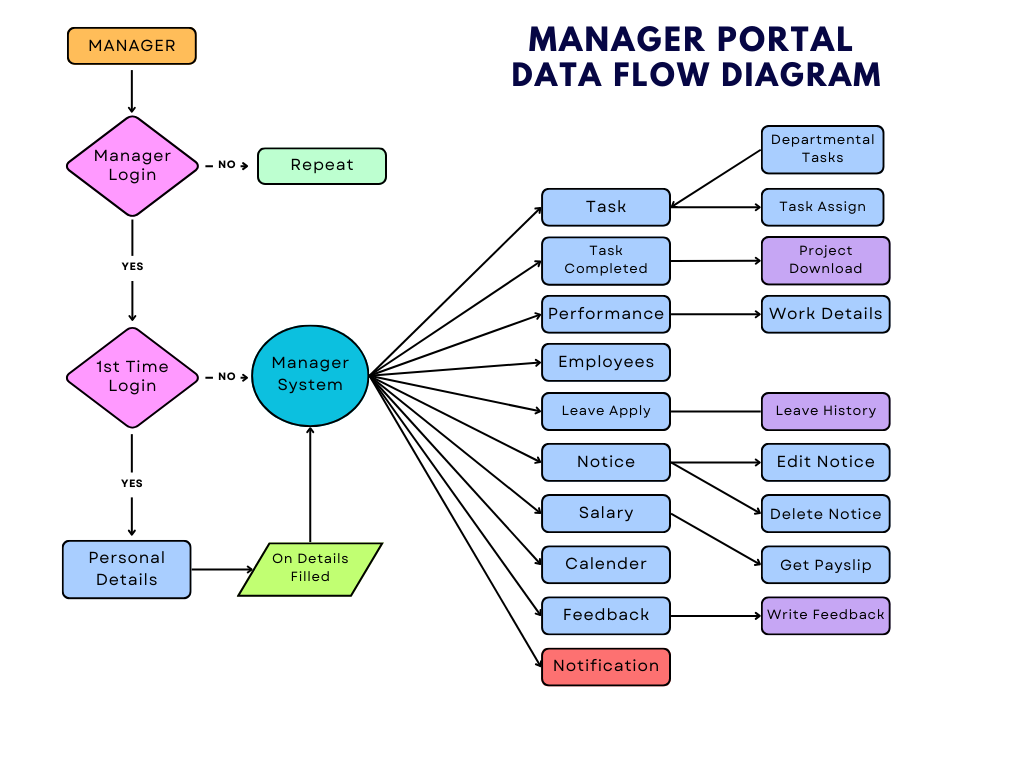 MANAGER PORTAL
DATA FLOW DIAGRAM
MANAGER
Manager
Login
NO
Repeat
YES
1st Time
Login
NO
Manager
System
YES
Personal
Details
On Details
Filled
Task
Departmental
Tasks
Task Assign
Task
Completed
Project
Download
Performance
Work Details
Employees
Leave Apply
Leave History
Notice
Edit Notice
Delete Notice
Salary
Get Payslip
Calender
Feedback
Write Feedback
Notification